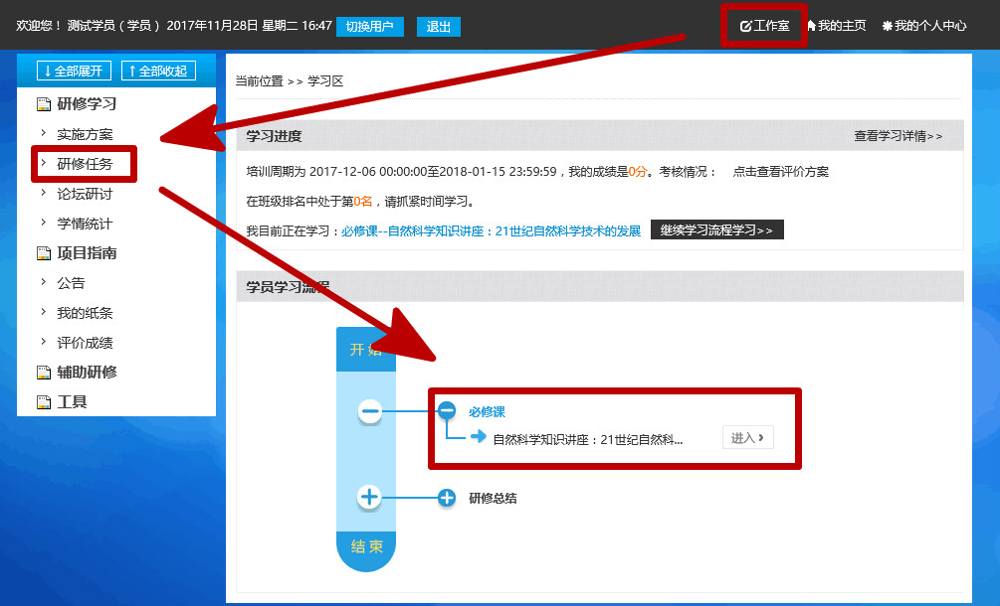 欢迎您！ 测试学员（学员） 2017年11月28日 星期二 16:47 切换用户 退出 工作室 我的主页 我的个人中心
↓全部展开 ↑全部收起
研修学习
实施方案
研修任务
论坛研讨
学情统计
项目指南
公告
我的纸条
评价成绩
辅助研修
工具
当前位置 >> 学习区
学习进度 查看学习详情>>
培训周期为 2017-12-06 00:00:00至2018-01-15 23:59:59，我的成绩是0分。考核情况： 点击查看评价方案
在班级排名中处于第0名，请抓紧时间学习。
我目前正在学习：必修课--自然科学知识讲座：21世纪自然科学技术的发展 继续学习流程学习>>
学员学习流程
开 始
必修课
自然科学知识讲座：21世纪自然科... 进入 ›
研修总结
结 束